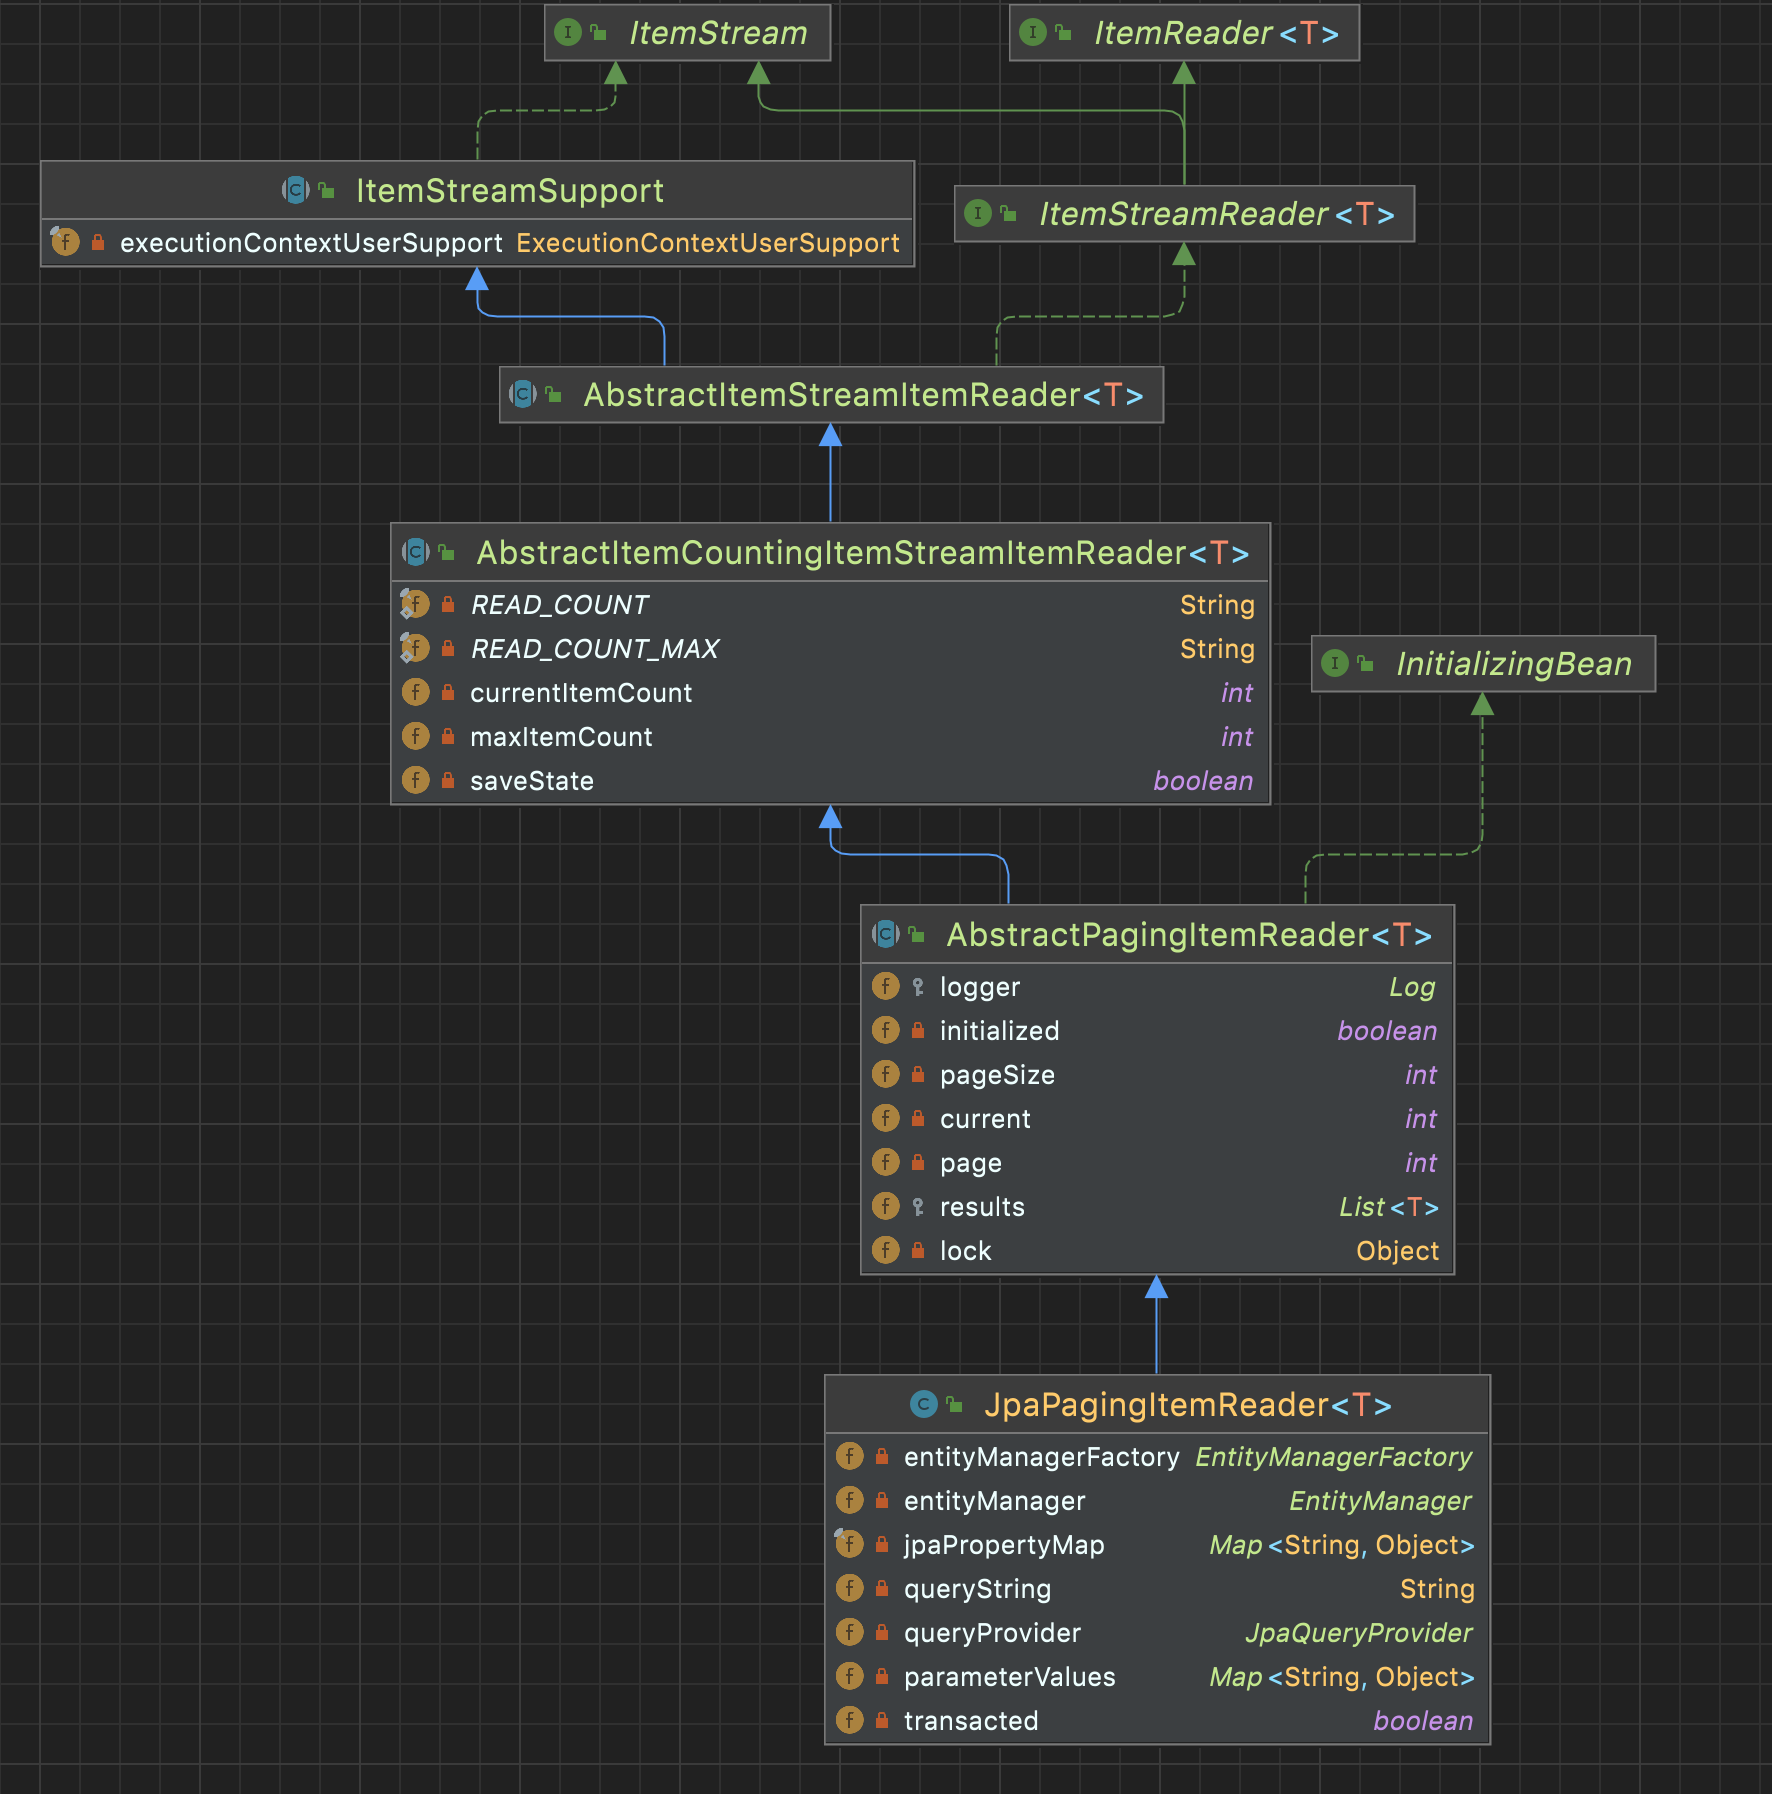 ItemStream
ItemReader<T>
ItemStreamSupport
executionContextUserSupport ExecutionContextUserSupport
ItemStreamReader<T>
AbstractItemStreamItemReader<T>
AbstractItemCountingItemStreamItemReader<T>
READ_COUNT String
READ_COUNT_MAX String
currentItemCount int
maxItemCount int
saveState boolean
InitializingBean
AbstractPagingItemReader<T>
logger Log
initialized boolean
pageSize int
current int
page int
results List<T>
lock Object
JpaPagingItemReader<T>
entityManagerFactory EntityManagerFactory
entityManager EntityManager
jpaPropertyMap Map<String, Object>
queryString String
queryProvider JpaQueryProvider
parameterValues Map<String, Object>
transacted boolean